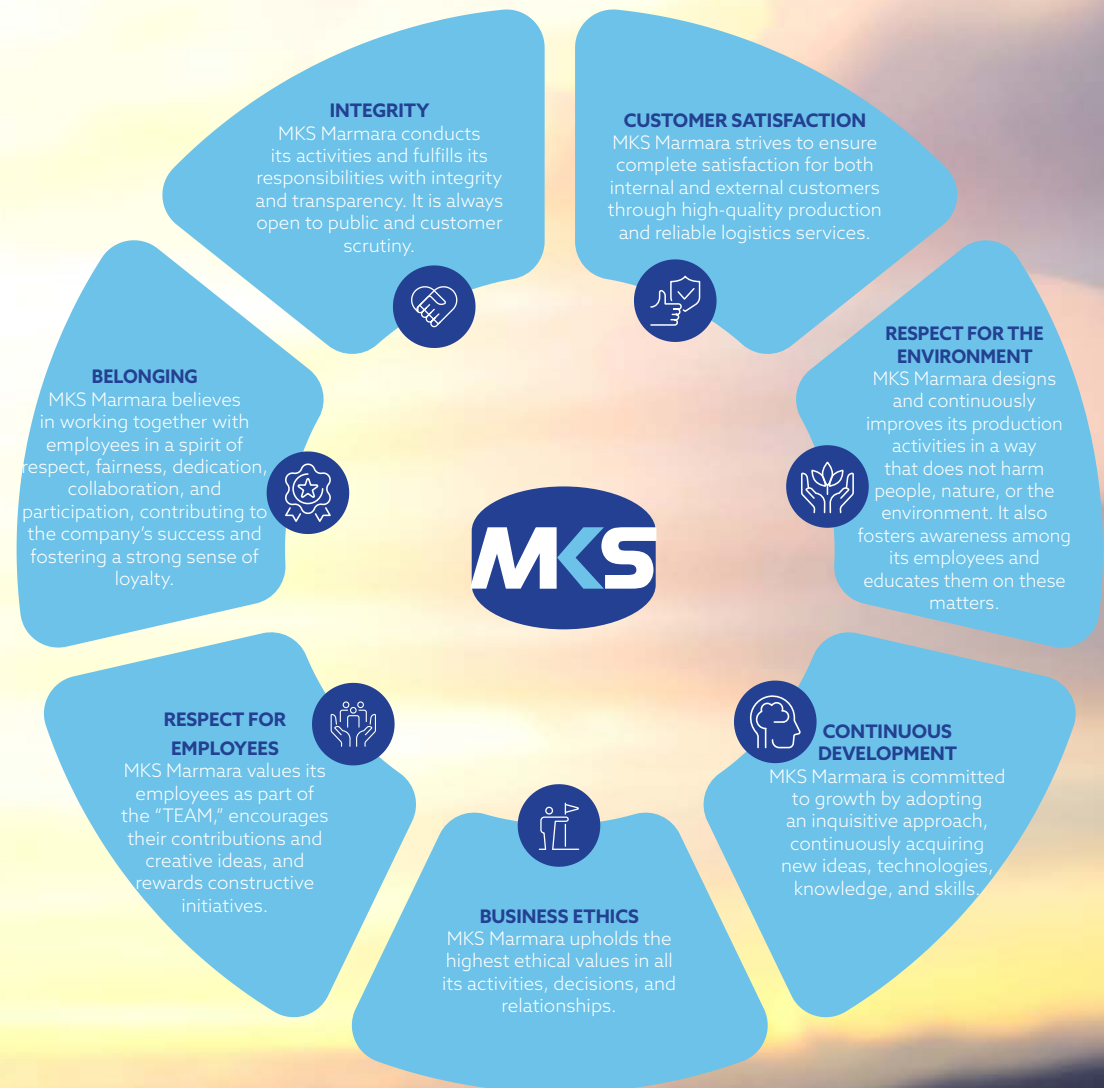 INTEGRITY
MKS Marmara conducts
its activities and fulfills its
responsibilities with integrity
and transparency. It is always
open to public and customer
scrutiny.
CUSTOMER SATISFACTION
MKS Marmara strives to ensure
complete satisfaction for both
internal and external customers
through high-quality production
and reliable logistics services.
RESPECT FOR THE
ENVIRONMENT
MKS Marmara designs
and continuously
improves its production
activities in a way
that does not harm
people, nature, or the
environment. It also
fosters awareness among
its employees and
educates them on these
matters.
CONTINUOUS
DEVELOPMENT
MKS Marmara is committed
to growth by adopting
an inquisitive approach,
continuously acquiring
new ideas, technologies,
knowledge, and skills.
BUSINESS ETHICS
MKS Marmara upholds the
highest ethical values in all
its activities, decisions, and
relationships.
RESPECT FOR
EMPLOYEES
MKS Marmara values its
employees as part of
the “TEAM,” encourages
their contributions and
creative ideas, and
rewards constructive
initiatives.
BELONGING
MKS Marmara believes
in working together with
employees in a spirit of
respect, fairness, dedication,
collaboration, and
participation, contributing to
the company’s success and
fostering a strong sense of
loyalty.
MKS